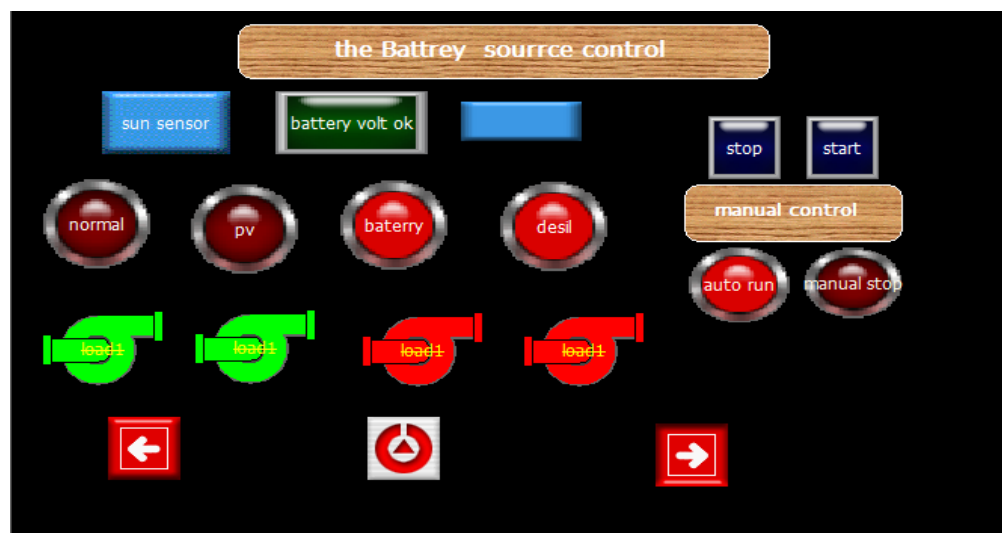 the Battrey sourrce control
sun sensor
battery volt ok
stop
start
normal
pv
baterry
desil
manual control
auto run
manual stop
load1
load1
load1
load1